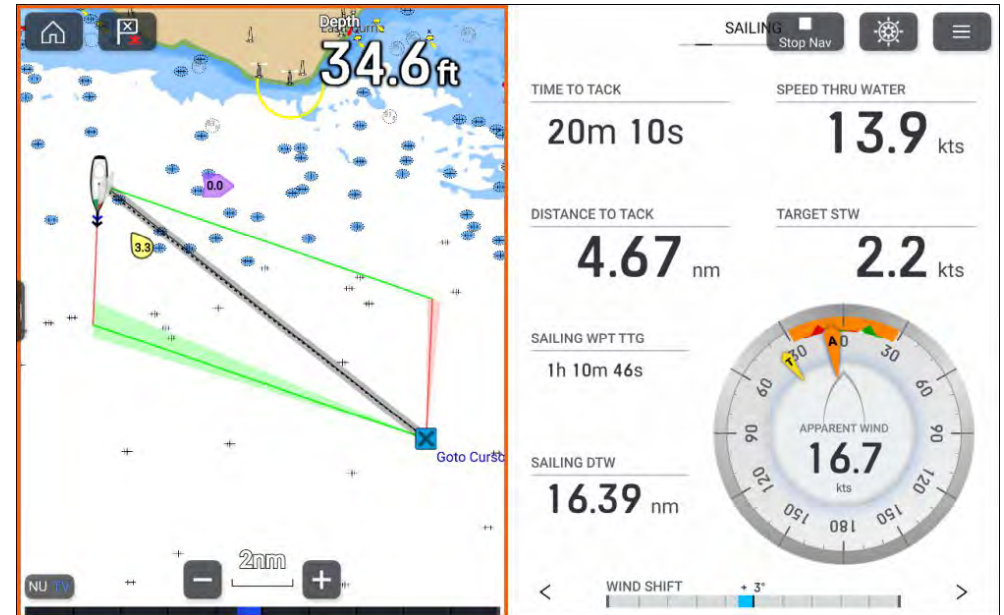 Depth
34.6 ft
0.0
3.3
Goto Curso
2nm
NU
SAILING
Stop Nav
TIME TO TACK
20m 10s
SPEED THRU WATER
13.9 kts
DISTANCE TO TACK
4.67 nm
TARGET STW
2.2 kts
SAILING WPT TTG
1h 10m 46s
SAILING DTW
16.39 nm
30 A 0 30
T
60 60
90 90
120 120
150 150
180
APPARENT WIND
16.7
kts
WIND SHIFT
+ 3°